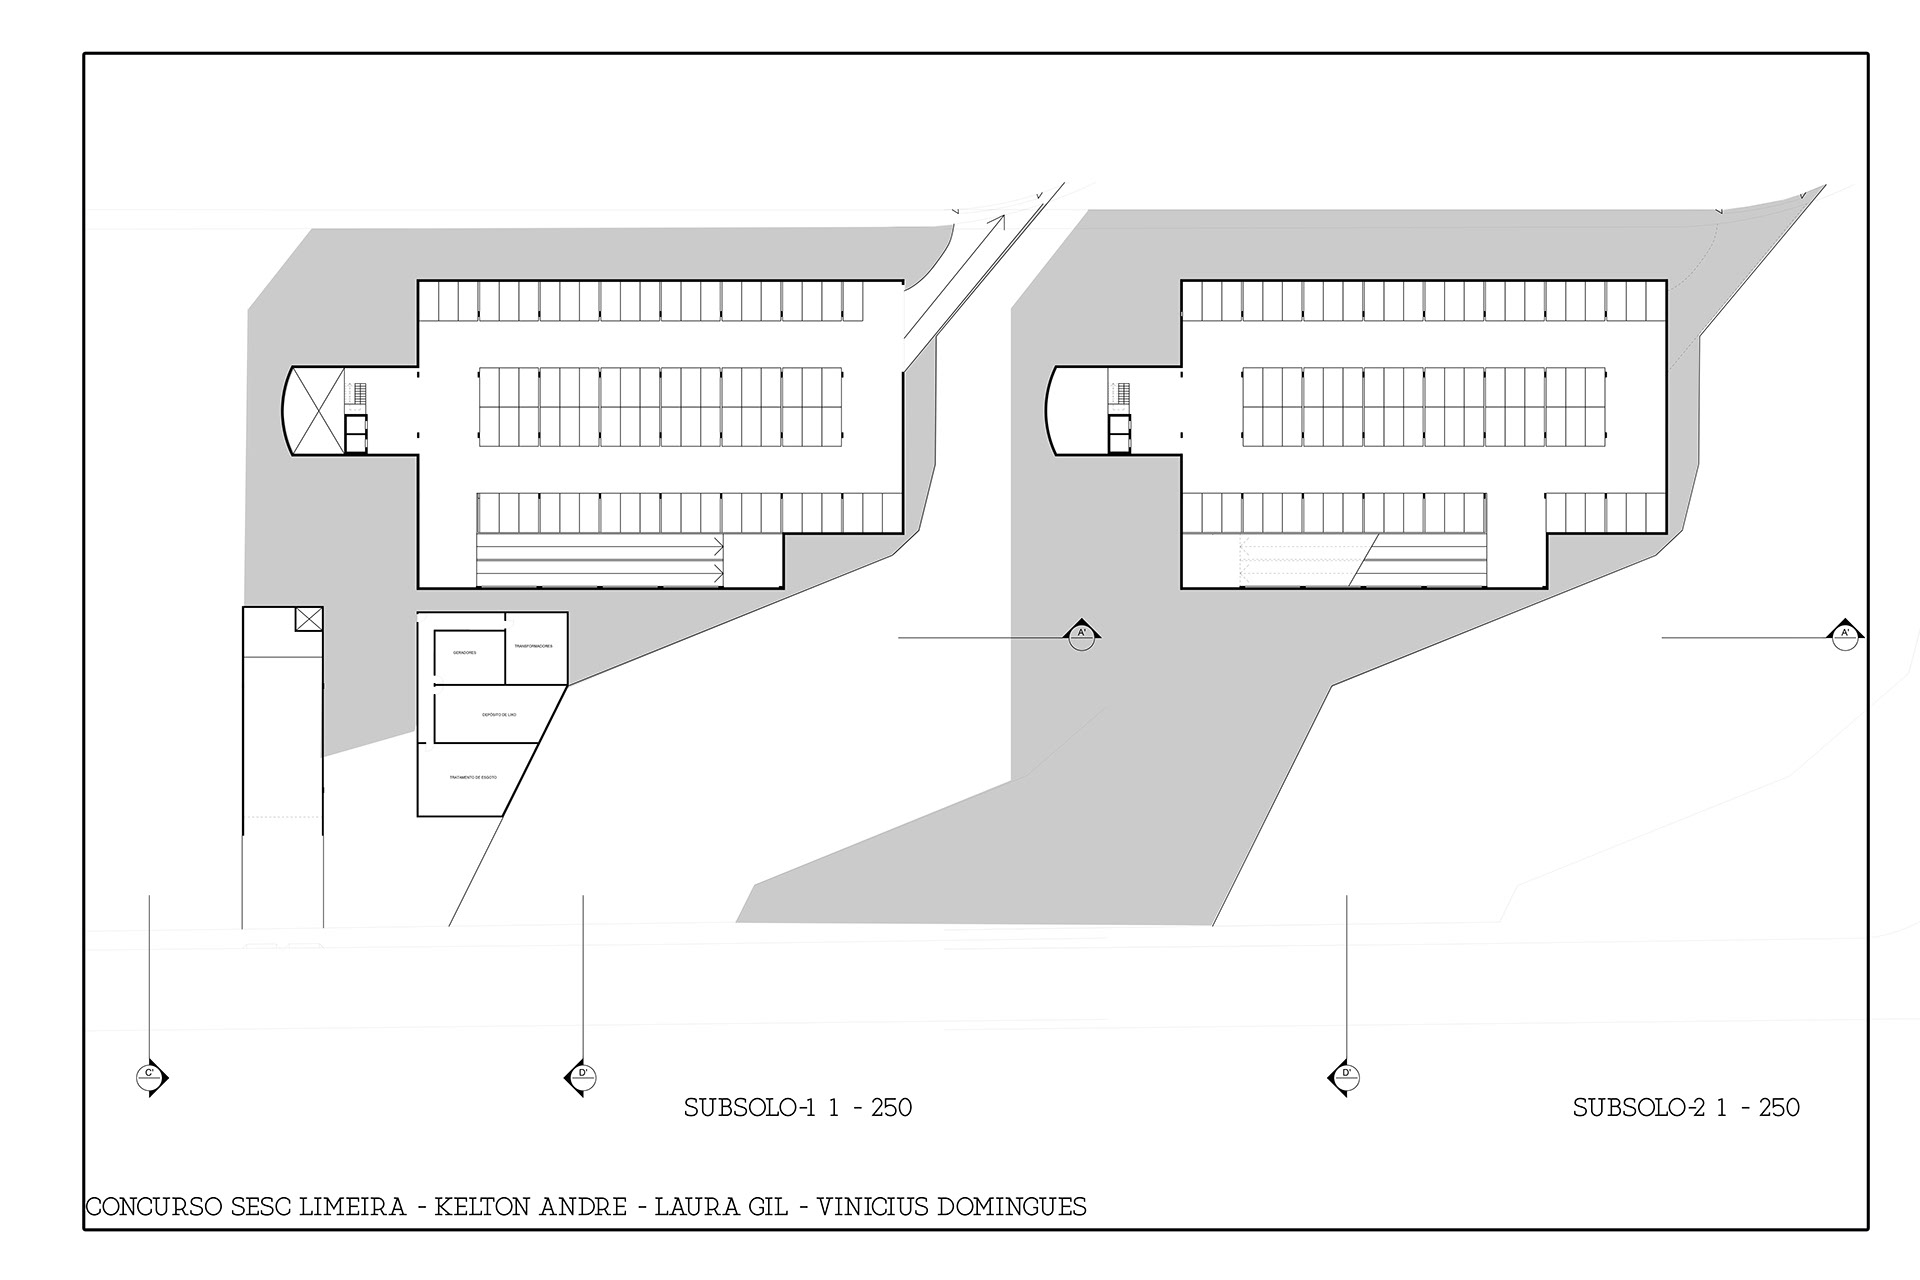 A'
A'
GERADORES
TRANSFORMADORES
DEPÓSITO DE LIXO
TRATAMENTO DE ESGOTO
C'
D'
D'
SUBSOLO-1 1 - 250
SUBSOLO-2 1 - 250
CONCURSO SESC LIMEIRA - KELTON ANDRE - LAURA GIL - VINICIUS DOMINGUES